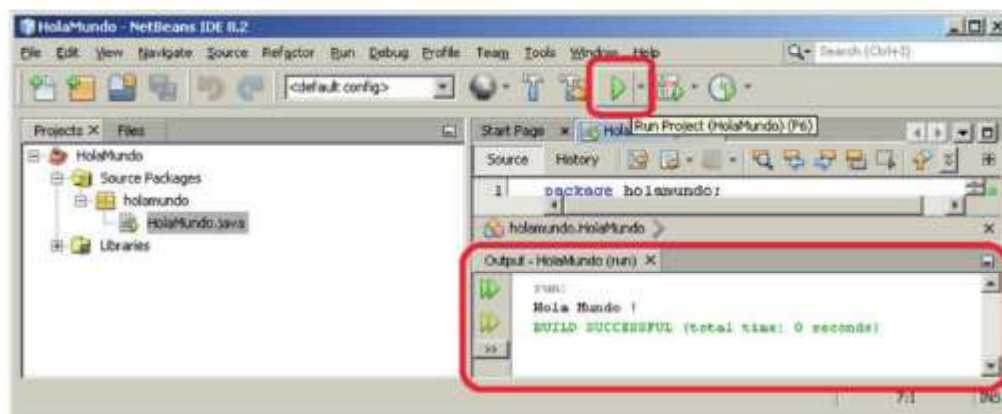 HolaMundo - NetBeans IDE 8.2
File Edit View Navigate Source Refactor Run Debug Profile Team Tools Window Help
Search (Ctrl+I)
<default config>
Projects Files
Start Page
Hola
Run Project (HolaMundo) (F6)
HolaMundo
Source Packages
holamundo
HolaMundo.java
Libraries
Source History
1 package holamundo;
holamundo.HolaMundo
Output - HolaMundo (run)
run:
Hola Mundo !
BUILD SUCCESSFUL (total time: 0 seconds)
7:1 INS